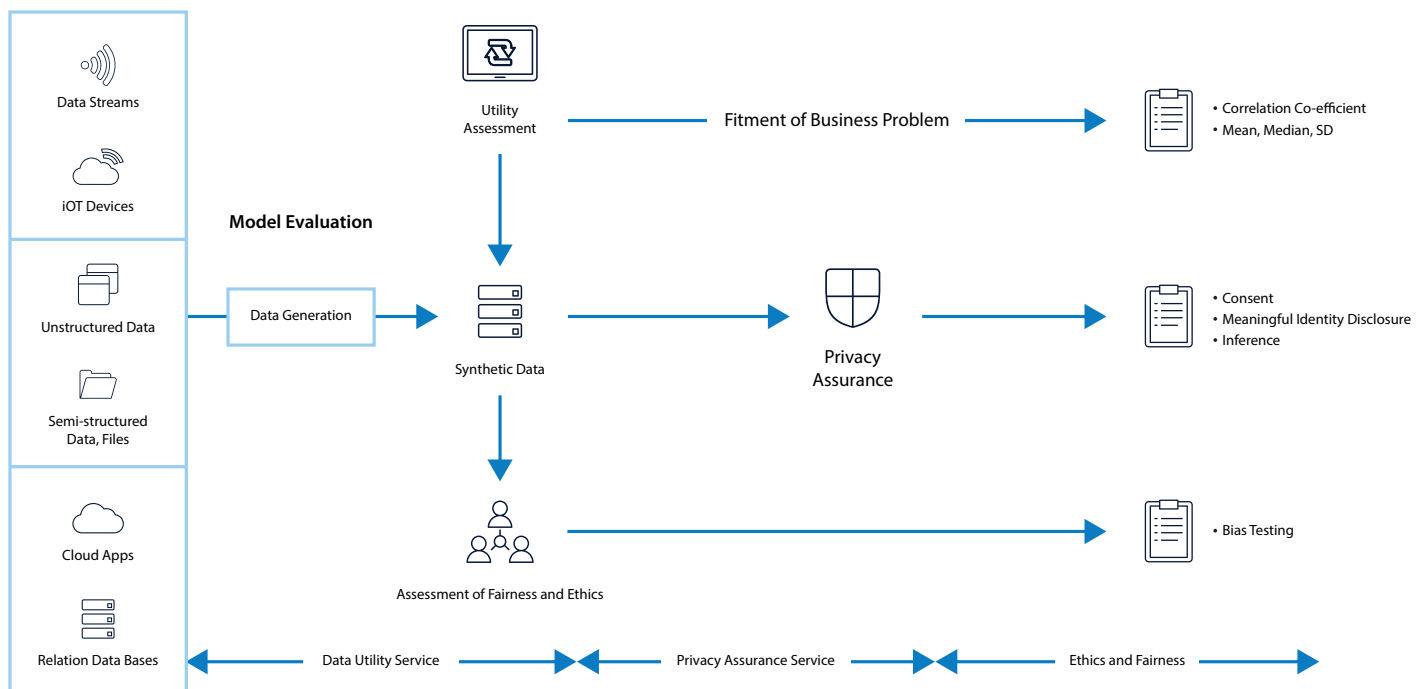 Data Streams
iOT Devices
Unstructured Data
Semi-structured
Data, Files
Cloud Apps
Relation Data Bases
Model Evaluation
Data Generation
Utility
Assessment
Fitment of Business Problem
• Correlation Co-efficient
• Mean, Median, SD
Synthetic Data
Privacy
Assurance
• Consent
• Meaningful Identity Disclosure
• Inference
Assessment of Fairness and Ethics
• Bias Testing
Data Utility Service
Privacy Assurance Service
Ethics and Fairness